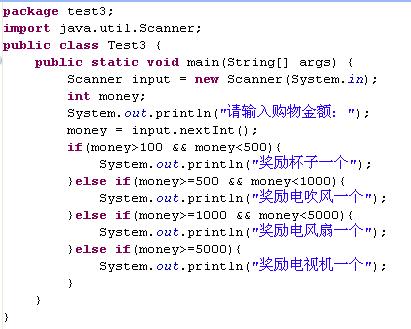 package test3;
import java.util.Scanner;
public class Test3 {
    public static void main(String[] args) {
        Scanner input = new Scanner(System.in);
        int money;
        System.out.println("请输入购物金额：");
        money = input.nextInt();
        if(money>100 && money<500){
            System.out.println("奖励杯子一个");
        }else if(money>=500 && money<1000){
            System.out.println("奖励电吹风一个");
        }else if(money>=1000 && money<5000){
            System.out.println("奖励电风扇一个");
        }else if(money>=5000){
            System.out.println("奖励电视机一个");
        }
    }
}